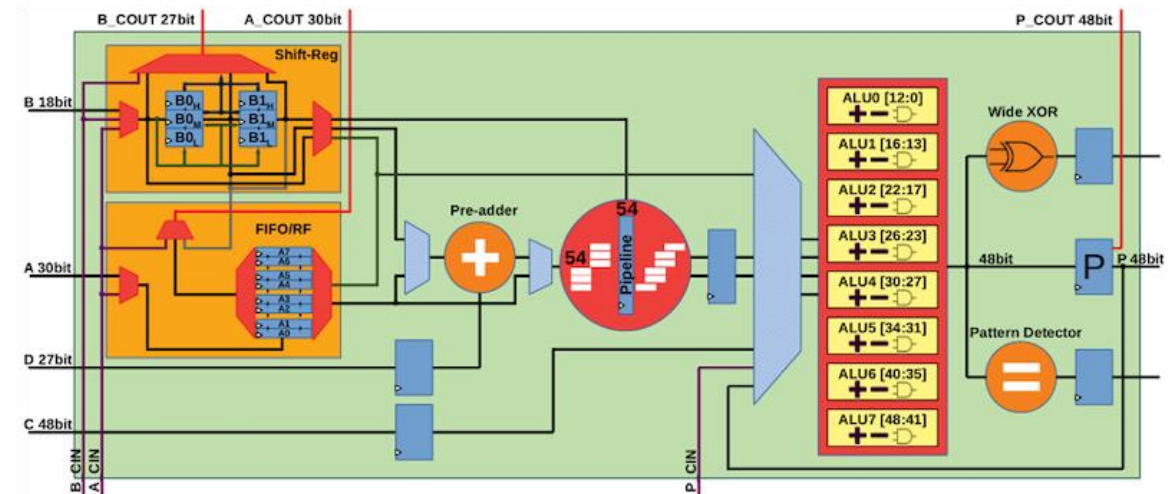 B_COUT 27bit
A_COUT 30bit
P_COUT 48bit
Shift-Reg
B 18bit
B0H
B1H
B0M
B1M
B0L
B1L
FIFO/RF
A7
A6
A5
A4
A3
A2
A1
A0
A 30bit
D 27bit
C 48bit
B_CIN
A_CIN
Pre-adder
54
54
Pipeline
P_CIN
ALU0 [12:0]
ALU1 [16:13]
ALU2 [22:17]
ALU3 [26:23]
ALU4 [30:27]
ALU5 [34:31]
ALU6 [40:35]
ALU7 [48:41]
Wide XOR
48bit
P
P 48bit
Pattern Detector